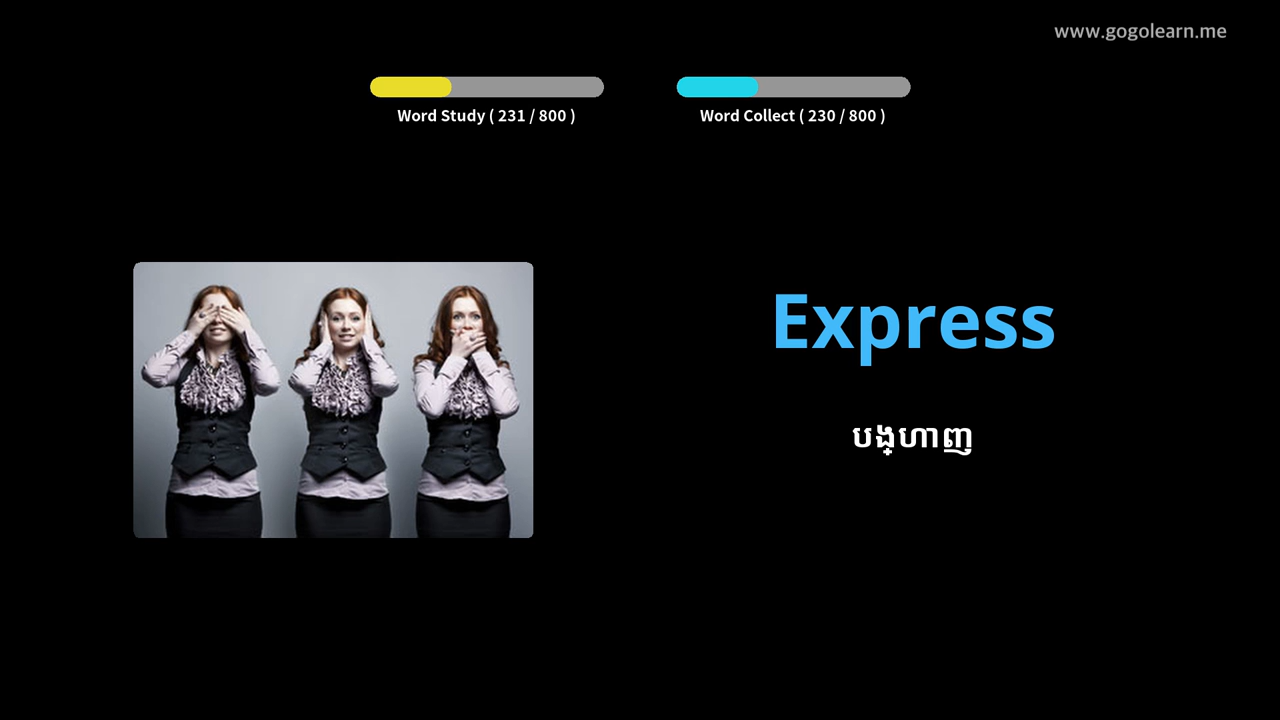 www.gogolearn.me
Word Study ( 231 / 800 )
Word Collect ( 230 / 800 )
Express
បង្ហាញ